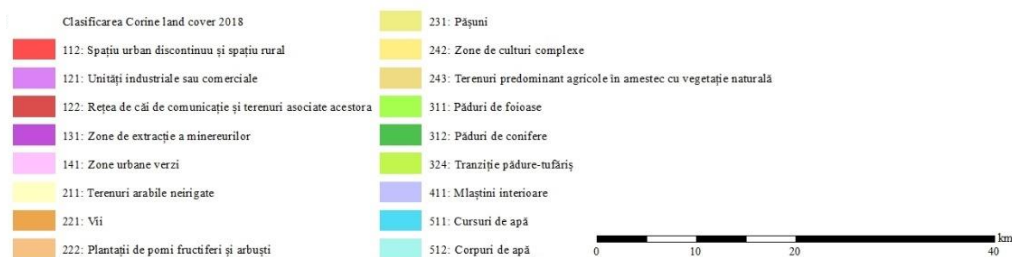 Clasificarea Corine land cover 2018
112: Spațiu urban discontinuu și spațiu rural
121: Unități industriale sau comerciale
122: Rețea de căi de comunicație și terenuri asociate acestora
131: Zone de extracție a minereurilor
141: Zone urbane verzi
211: Terenuri arabile neirigate
221: Vii
222: Plantații de pomi fructiferi și arbuști
231: Pășuni
242: Zone de culturi complexe
243: Terenuri predominant agricole în amestec cu vegetație naturală
311: Păduri de foioase
312: Păduri de conifere
324: Tranziție pădure-tufăriș
411: Mlaștini interioare
511: Cursuri de apă
512: Corpuri de apă
km
0 10 20 40